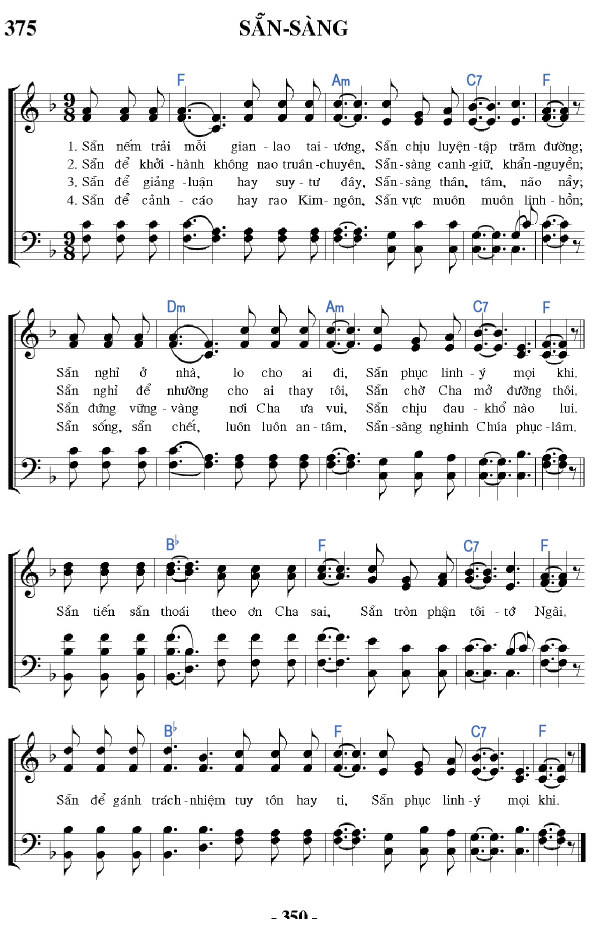 375 SẴN-SÀNG
F Am C7 F
1. Sẵn nếm trải mỗi gian-lao tai-ương, Sẵn chịu luyện-tập trăm đường;
2. Sẵn để khởi-hành không nao truân-chuyên, Sẵn-sàng canh-giữ, khẩn-nguyền;
3. Sẵn để giảng-luận hay suy-tư đây, Sẵn-sàng thân, tâm, não nầy;
4. Sẵn để cảnh-cáo hay rao Kim-ngôn, Sẵn vực muôn muôn linh-hồn;
Dm Am C7 F
Sẵn nghỉ ở nhà, lo cho ai đi, Sẵn phục linh-ý mọi khi.
Sẵn nghỉ để nhường cho ai thay tôi, Sẵn chờ Cha mở đường thôi.
Sẵn đứng vững-vàng nơi Cha ưa vui, Sẵn chịu đau-khổ nào lui.
Sẵn sống, sẵn chết, luôn luôn an-tâm, Sẵn-sàng nghinh Chúa phục-lâm.
B♭ F C7 F
Sẵn tiến sẵn thoái theo ơn Cha sai, Sẵn tròn phận tôi-tớ Ngài,
B♭ F C7 F
Sẵn để gánh trách-nhiệm tuy tôn hay ti, Sẵn phục linh-ý mọi khi.
- 350 -